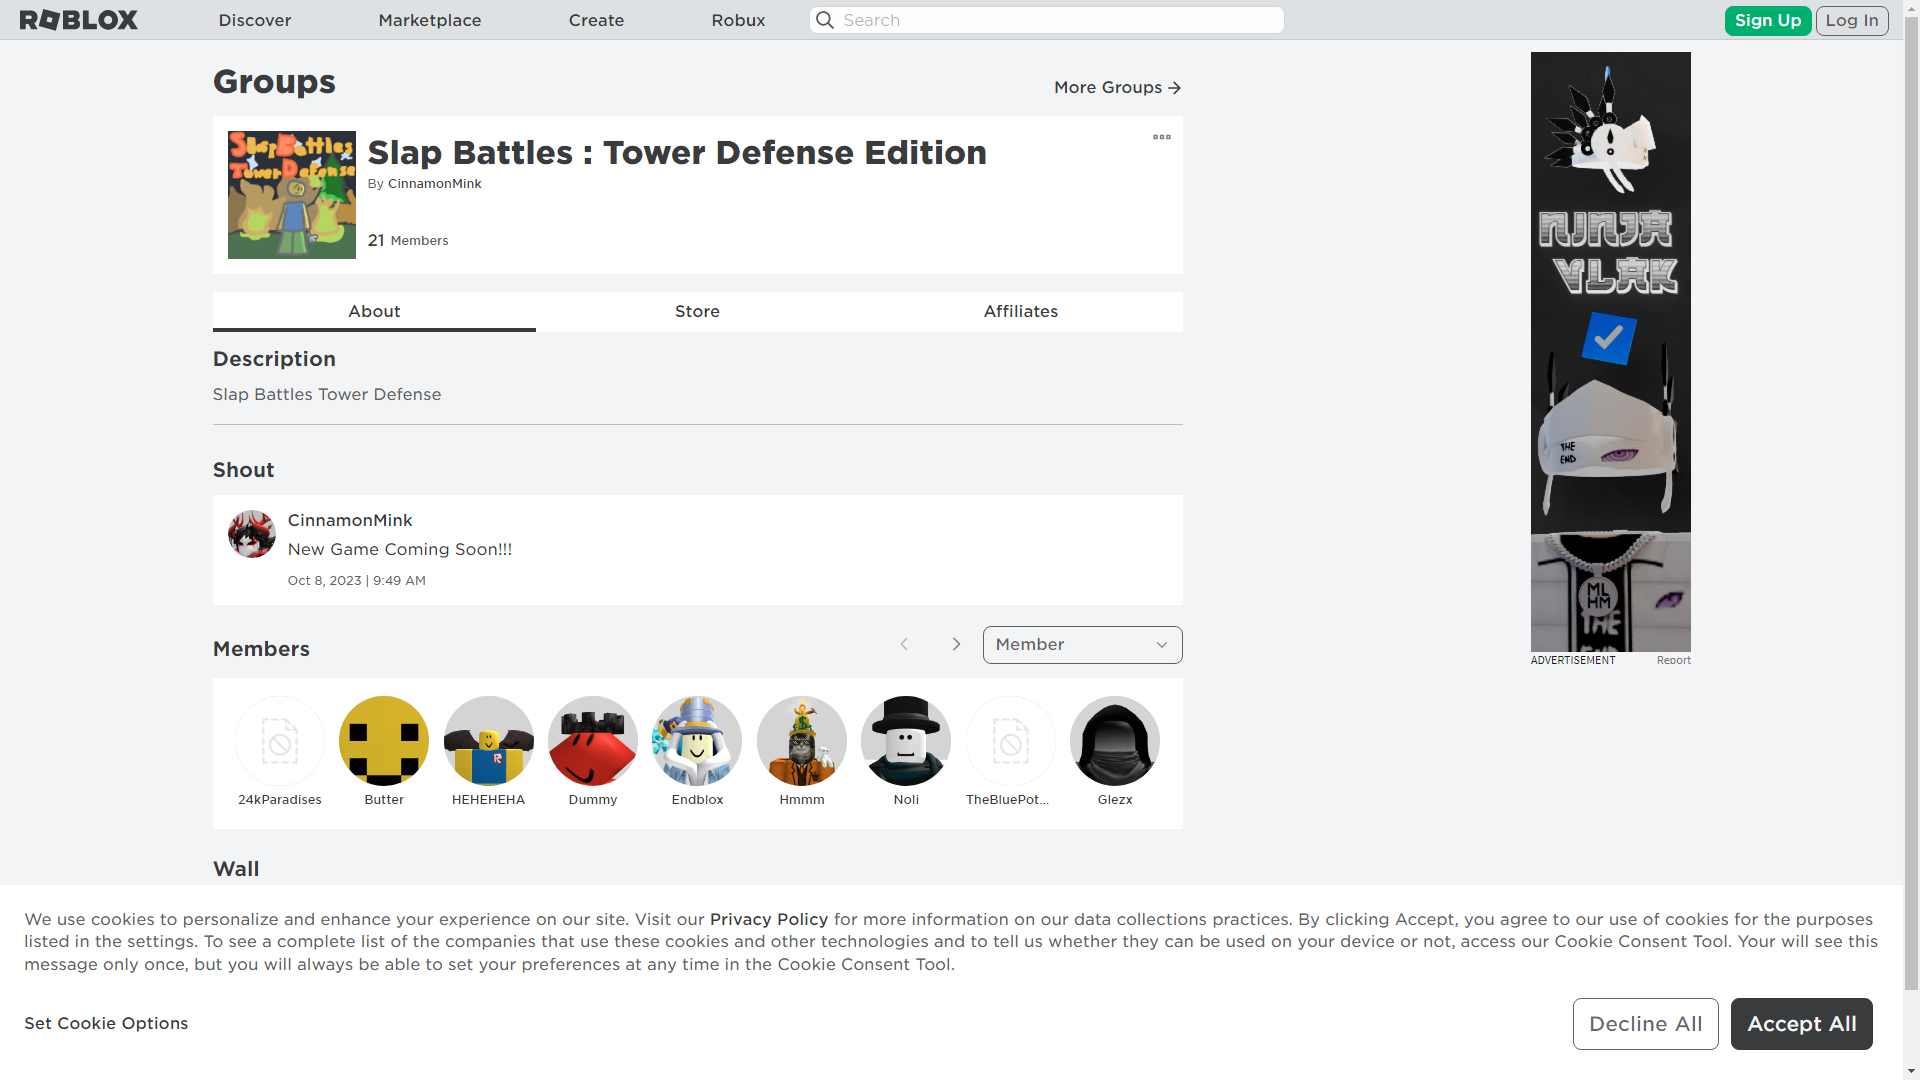 ROBLOX
Discover
Marketplace
Create
Robux
Search
Sign Up
Log In
Groups
More Groups
Slap Battles
Tower Defense
Slap Battles : Tower Defense Edition
By CinnamonMink
21 Members
About
Store
Affiliates
Description
Slap Battles Tower Defense
Shout
CinnamonMink
New Game Coming Soon!!!
Oct 8, 2023 | 9:49 AM
Members
Member
24kParadises
Butter
HEHEHEHA
Dummy
Endblox
Hmmm
Noli
TheBluePot...
Glezx
Wall
NJNJA
VLAK
THE
END
ML
HM
THE
END
ADVERTISEMENT
Report
We use cookies to personalize and enhance your experience on our site. Visit our Privacy Policy for more information on our data collections practices. By clicking Accept, you agree to our use of cookies for the purposes
listed in the settings. To see a complete list of the companies that use these cookies and other technologies and to tell us whether they can be used on your device or not, access our Cookie Consent Tool. Your will see this
message only once, but you will always be able to set your preferences at any time in the Cookie Consent Tool.
Set Cookie Options
Decline All
Accept All